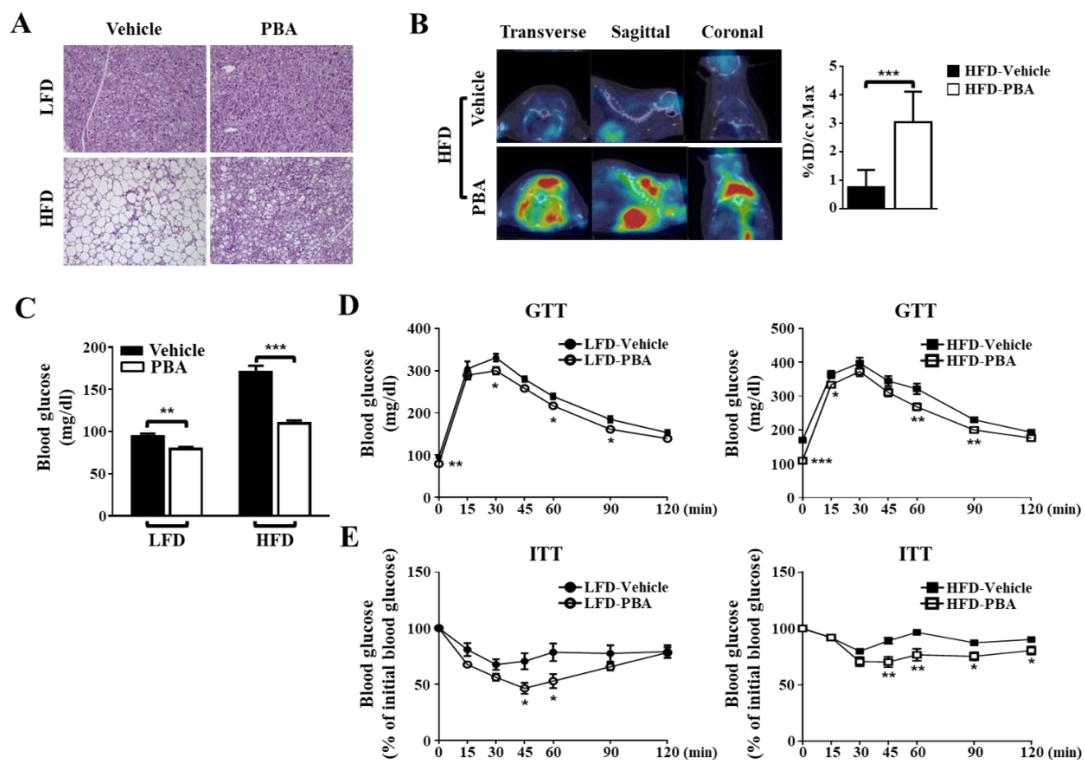 A
Vehicle
PBA
LFD
HFD
B
Transverse
Sagittal
Coronal
HFD
Vehicle
PBA
%ID/cc Max
5
4
3
2
1
0
***
HFD-Vehicle
HFD-PBA
C
Blood glucose
(mg/dl)
200
150
100
50
0
Vehicle
PBA
**
***
LFD
HFD
D
GTT
Blood glucose
(mg/dl)
400
300
200
100
0
LFD-Vehicle
LFD-PBA
**
*
*
*
0 15 30 45 60 90 120 (min)
GTT
Blood glucose
(mg/dl)
500
400
300
200
100
0
HFD-Vehicle
HFD-PBA
***
*
**
**
0 15 30 45 60 90 120 (min)
E
ITT
Blood glucose
(% of initial blood glucose)
150
100
50
0
LFD-Vehicle
LFD-PBA
*
*
0 15 30 45 60 90 120 (min)
ITT
Blood glucose
(% of initial blood glucose)
150
100
50
0
HFD-Vehicle
HFD-PBA
**
**
*
*
0 15 30 45 60 90 120 (min)